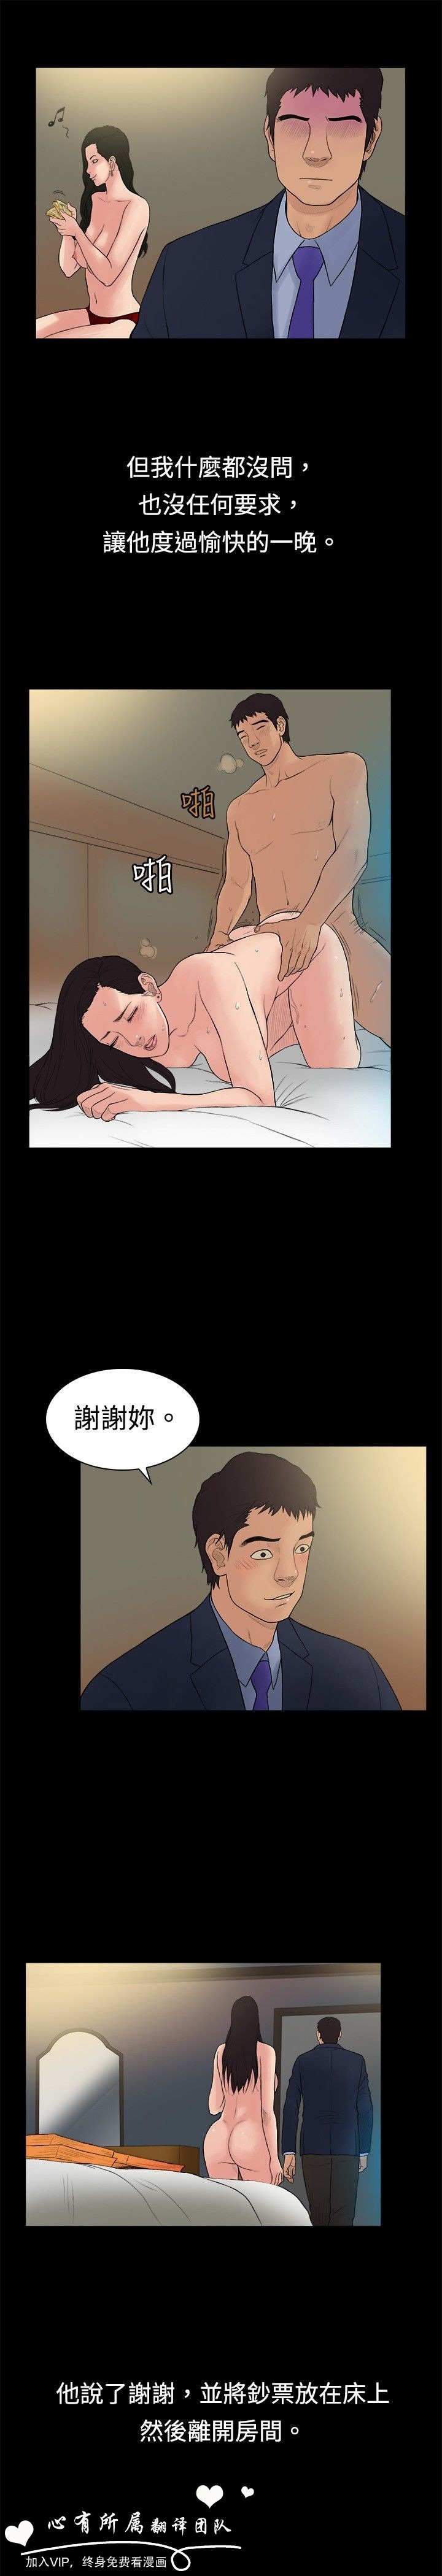 但我什麼都沒問，
也沒任何要求，
讓他度過愉快的一晚。
啪
啪
謝謝妳。
他說了謝謝，並將鈔票放在床上
然後離開房間。
心有所属翻译团队
加入VIP，终身免费看漫画